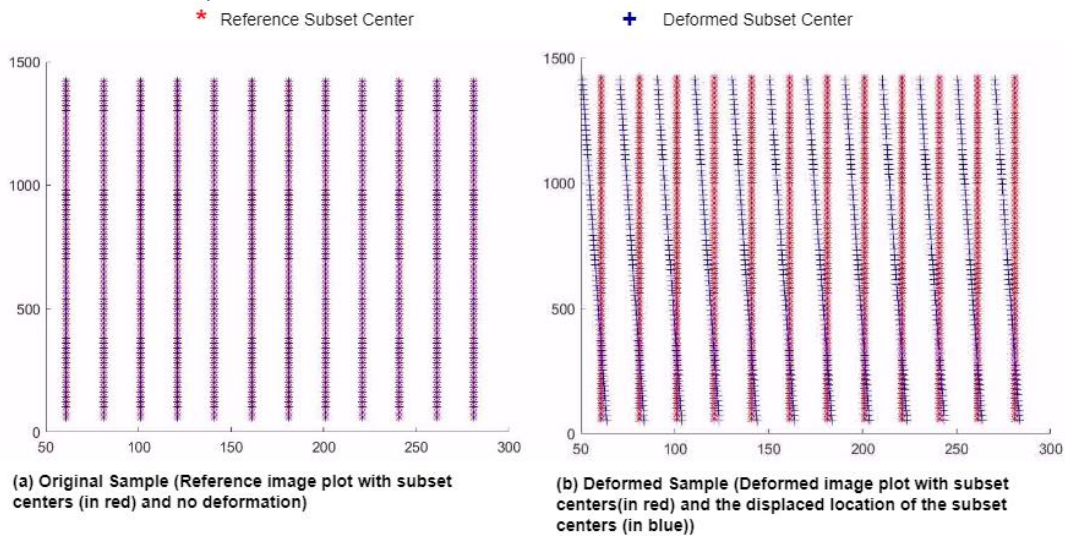 * Reference Subset Center
+ Deformed Subset Center
1500
1000
500
0
50
100
150
200
250
300
(a) Original Sample (Reference image plot with subset
centers (in red) and no deformation)
1500
1000
500
0
50
100
150
200
250
300
(b) Deformed Sample (Deformed image plot with subset
centers(in red) and the displaced location of the subset
centers (in blue))